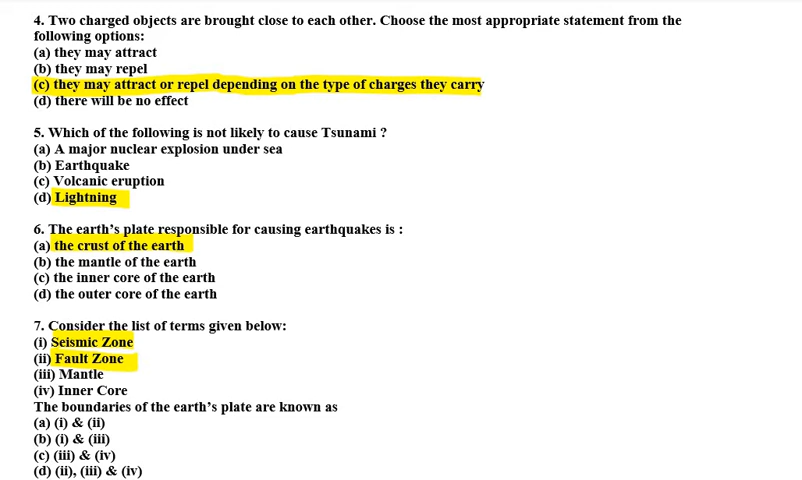 4. Two charged objects are brought close to each other. Choose the most appropriate statement from the
following options:
(a) they may attract
(b) they may repel
(c) they may attract or repel depending on the type of charges they carry
(d) there will be no effect
5. Which of the following is not likely to cause Tsunami ?
(a) A major nuclear explosion under sea
(b) Earthquake
(c) Volcanic eruption
(d) Lightning
6. The earth's plate responsible for causing earthquakes is :
(a) the crust of the earth
(b) the mantle of the earth
(c) the inner core of the earth
(d) the outer core of the earth
7. Consider the list of terms given below:
(i) Seismic Zone
(ii) Fault Zone
(iii) Mantle
(iv) Inner Core
The boundaries of the earth's plate are known as
(a) (i) & (ii)
(b) (i) & (iii)
(c) (iii) & (iv)
(d) (ii), (iii) & (iv)